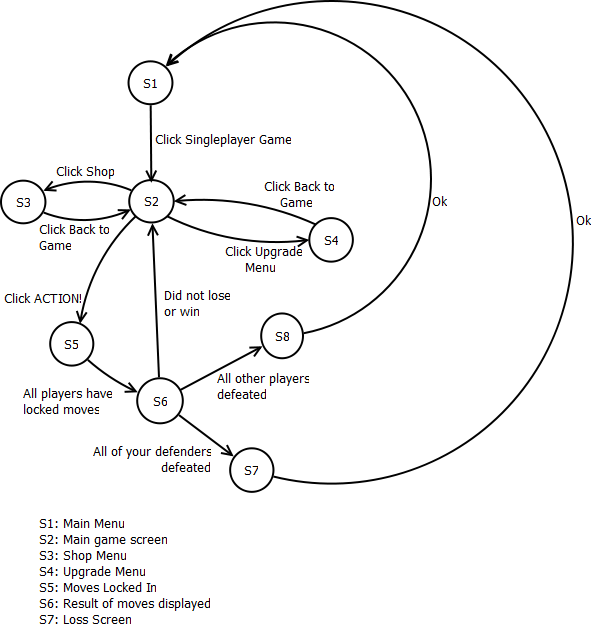 S1
Click Singleplayer Game
Click Shop
S3
S2
Click Back to
Game
Click Back to
Game
Ok
Ok
Click Upgrade
Menu
S4
Click ACTION!
Did not lose
or win
S5
S8
All players have
locked moves
S6
All other players
defeated
All of your defenders
defeated
S7
S1: Main Menu
S2: Main game screen
S3: Shop Menu
S4: Upgrade Menu
S5: Moves Locked In
S6: Result of moves displayed
S7: Loss Screen